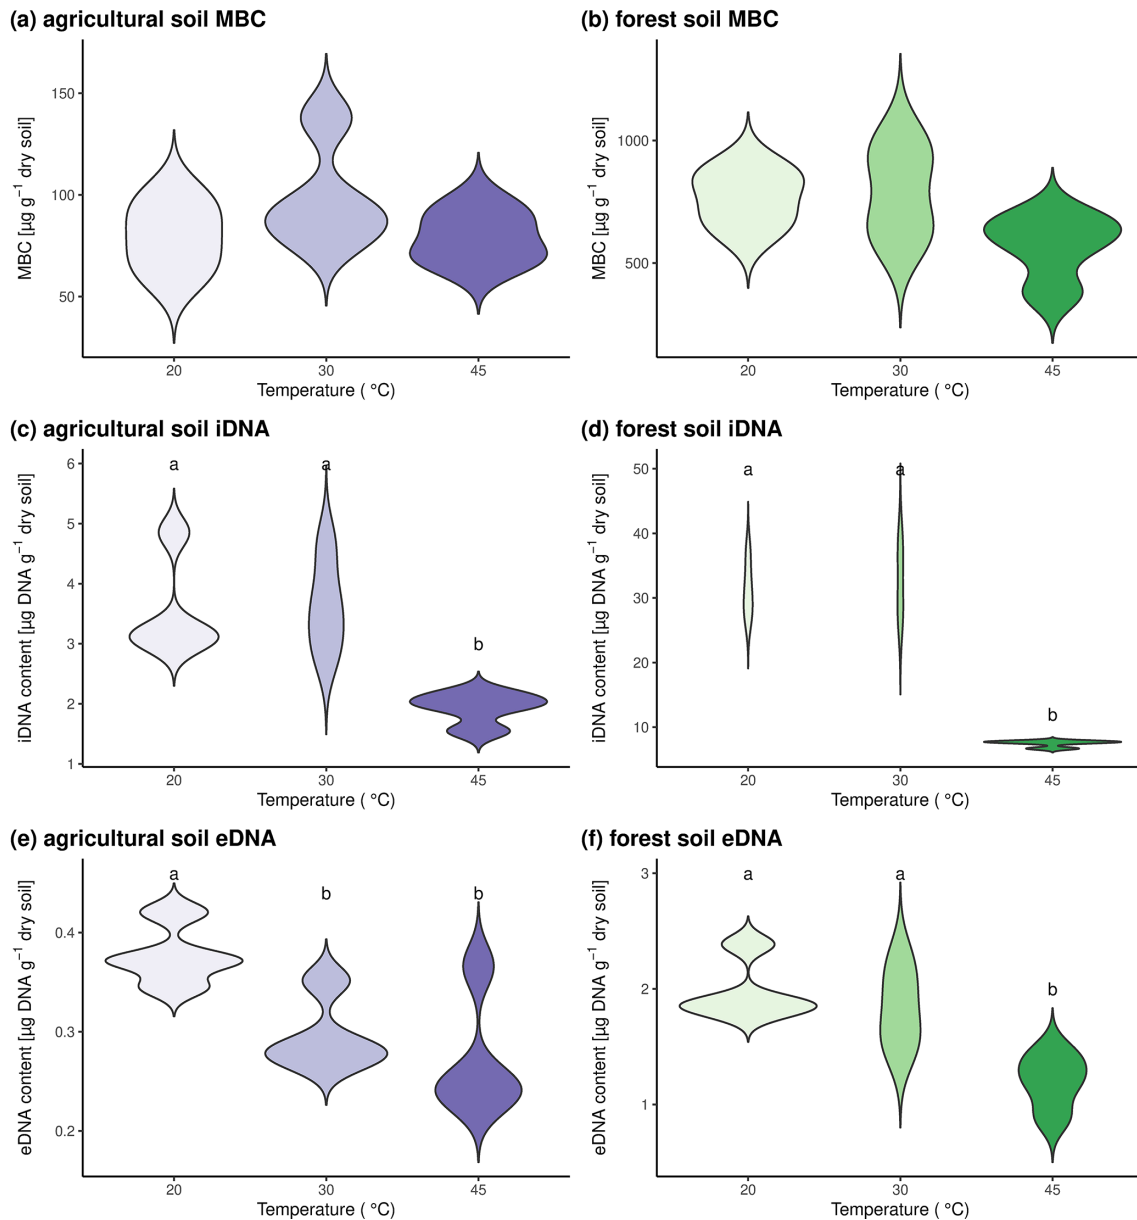 (a) agricultural soil MBC
MBC [µg g⁻¹ dry soil]
150
100
50
20 30 45
Temperature ( °C)
(b) forest soil MBC
MBC [µg g⁻¹ dry soil]
1000
500
20 30 45
Temperature ( °C)
(c) agricultural soil iDNA
iDNA content [µg DNA g⁻¹ dry soil]
6
5
4
3
2
1
a a b
20 30 45
Temperature ( °C)
(d) forest soil iDNA
iDNA content [µg DNA g⁻¹ dry soil]
50
40
30
20
10
a a b
20 30 45
Temperature ( °C)
(e) agricultural soil eDNA
eDNA content [µg DNA g⁻¹ dry soil]
0.4
0.3
0.2
a b b
20 30 45
Temperature ( °C)
(f) forest soil eDNA
eDNA content [µg DNA g⁻¹ dry soil]
3
2
1
a a b
20 30 45
Temperature ( °C)